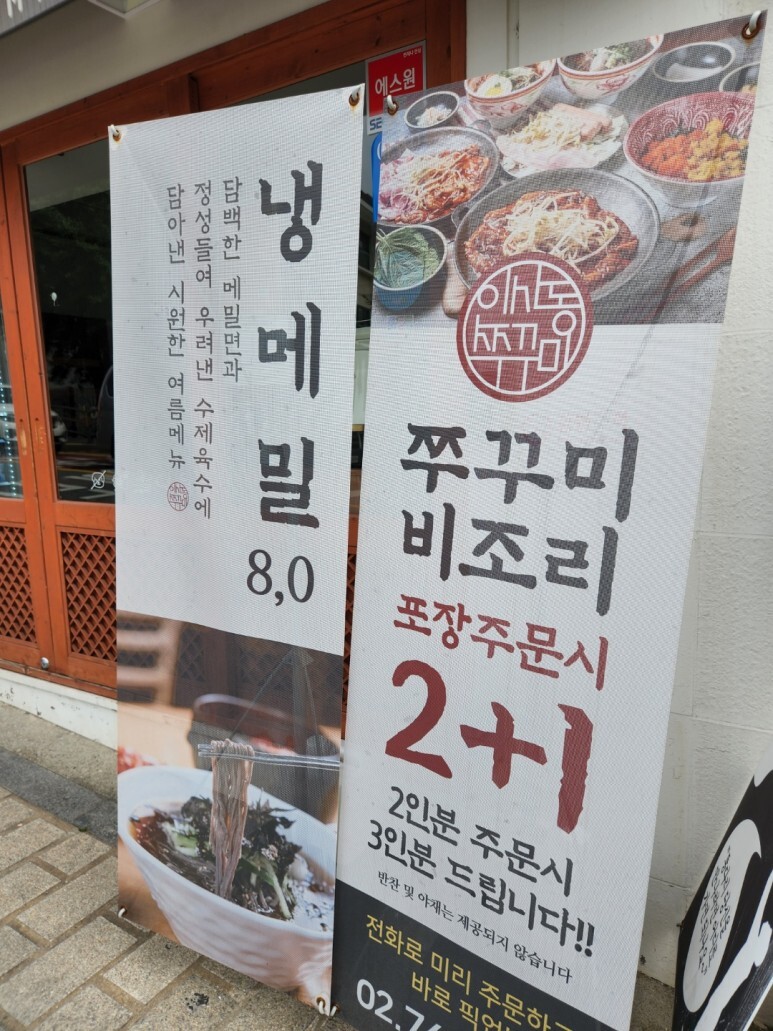 에스원
냉메밀
담백한 메밀면과
정성들여 우려낸 수제육수에
담아낸 시원한 여름메뉴
8,0
쭈꾸미
비조리
포장주문시
2+1
2인분 주문시
3인분 드립니다!!
반찬 및 야채는 제공되지 않습니다
전화로 미리 주문하
바로 픽업
02.7